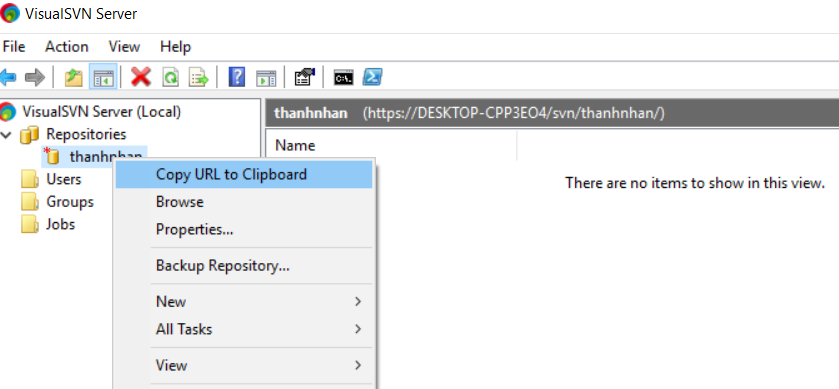 VisualSVN Server
File Action View Help
VisualSVN Server (Local)
Repositories
thanhnhan
Users
Groups
Jobs
thanhnhan (https://DESKTOP-CPP3EO4/svn/thanhnhan/)
Name
There are no items to show in this view.
Copy URL to Clipboard
Browse
Properties...
Backup Repository...
New
All Tasks
View